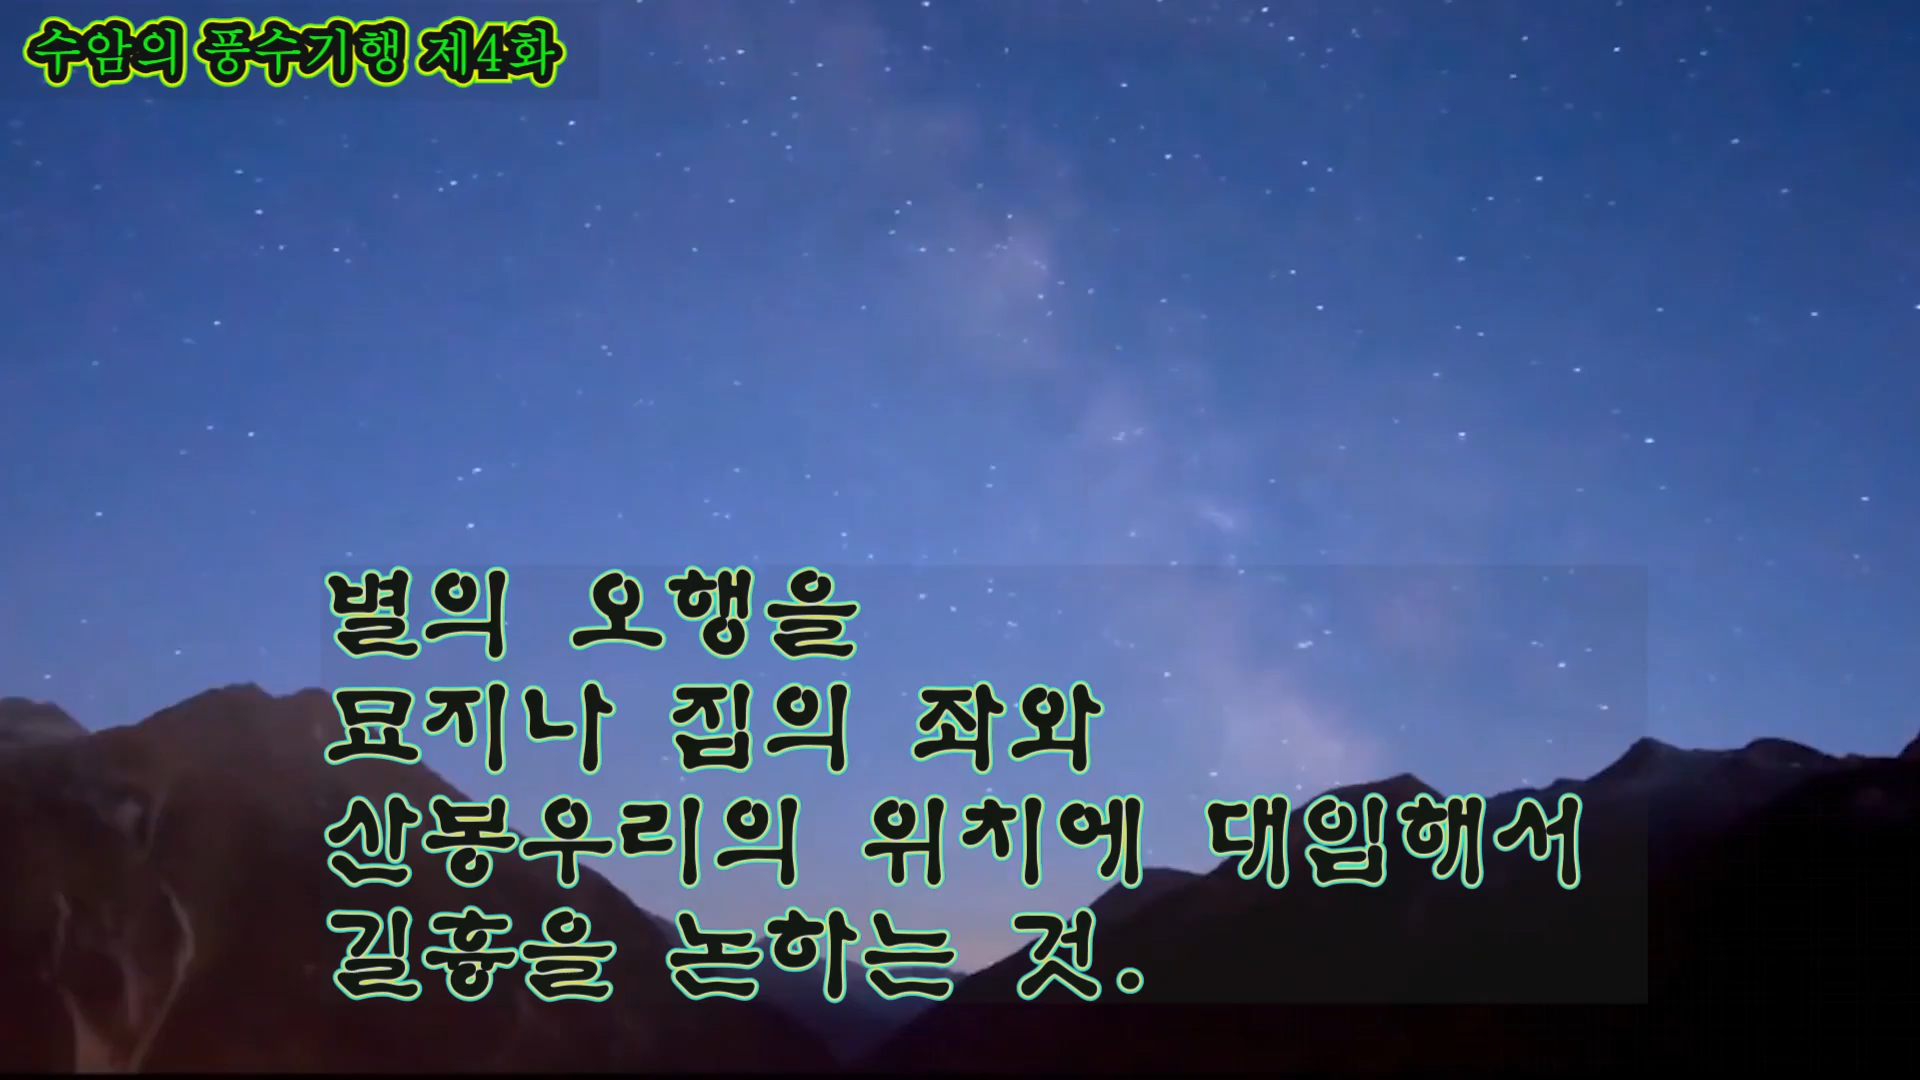 수암의 풍수기행 제4화
별의 오행을
묘지나 집의 좌와
산봉우리의 위치에 대입해서
길흉을 논하는 것.